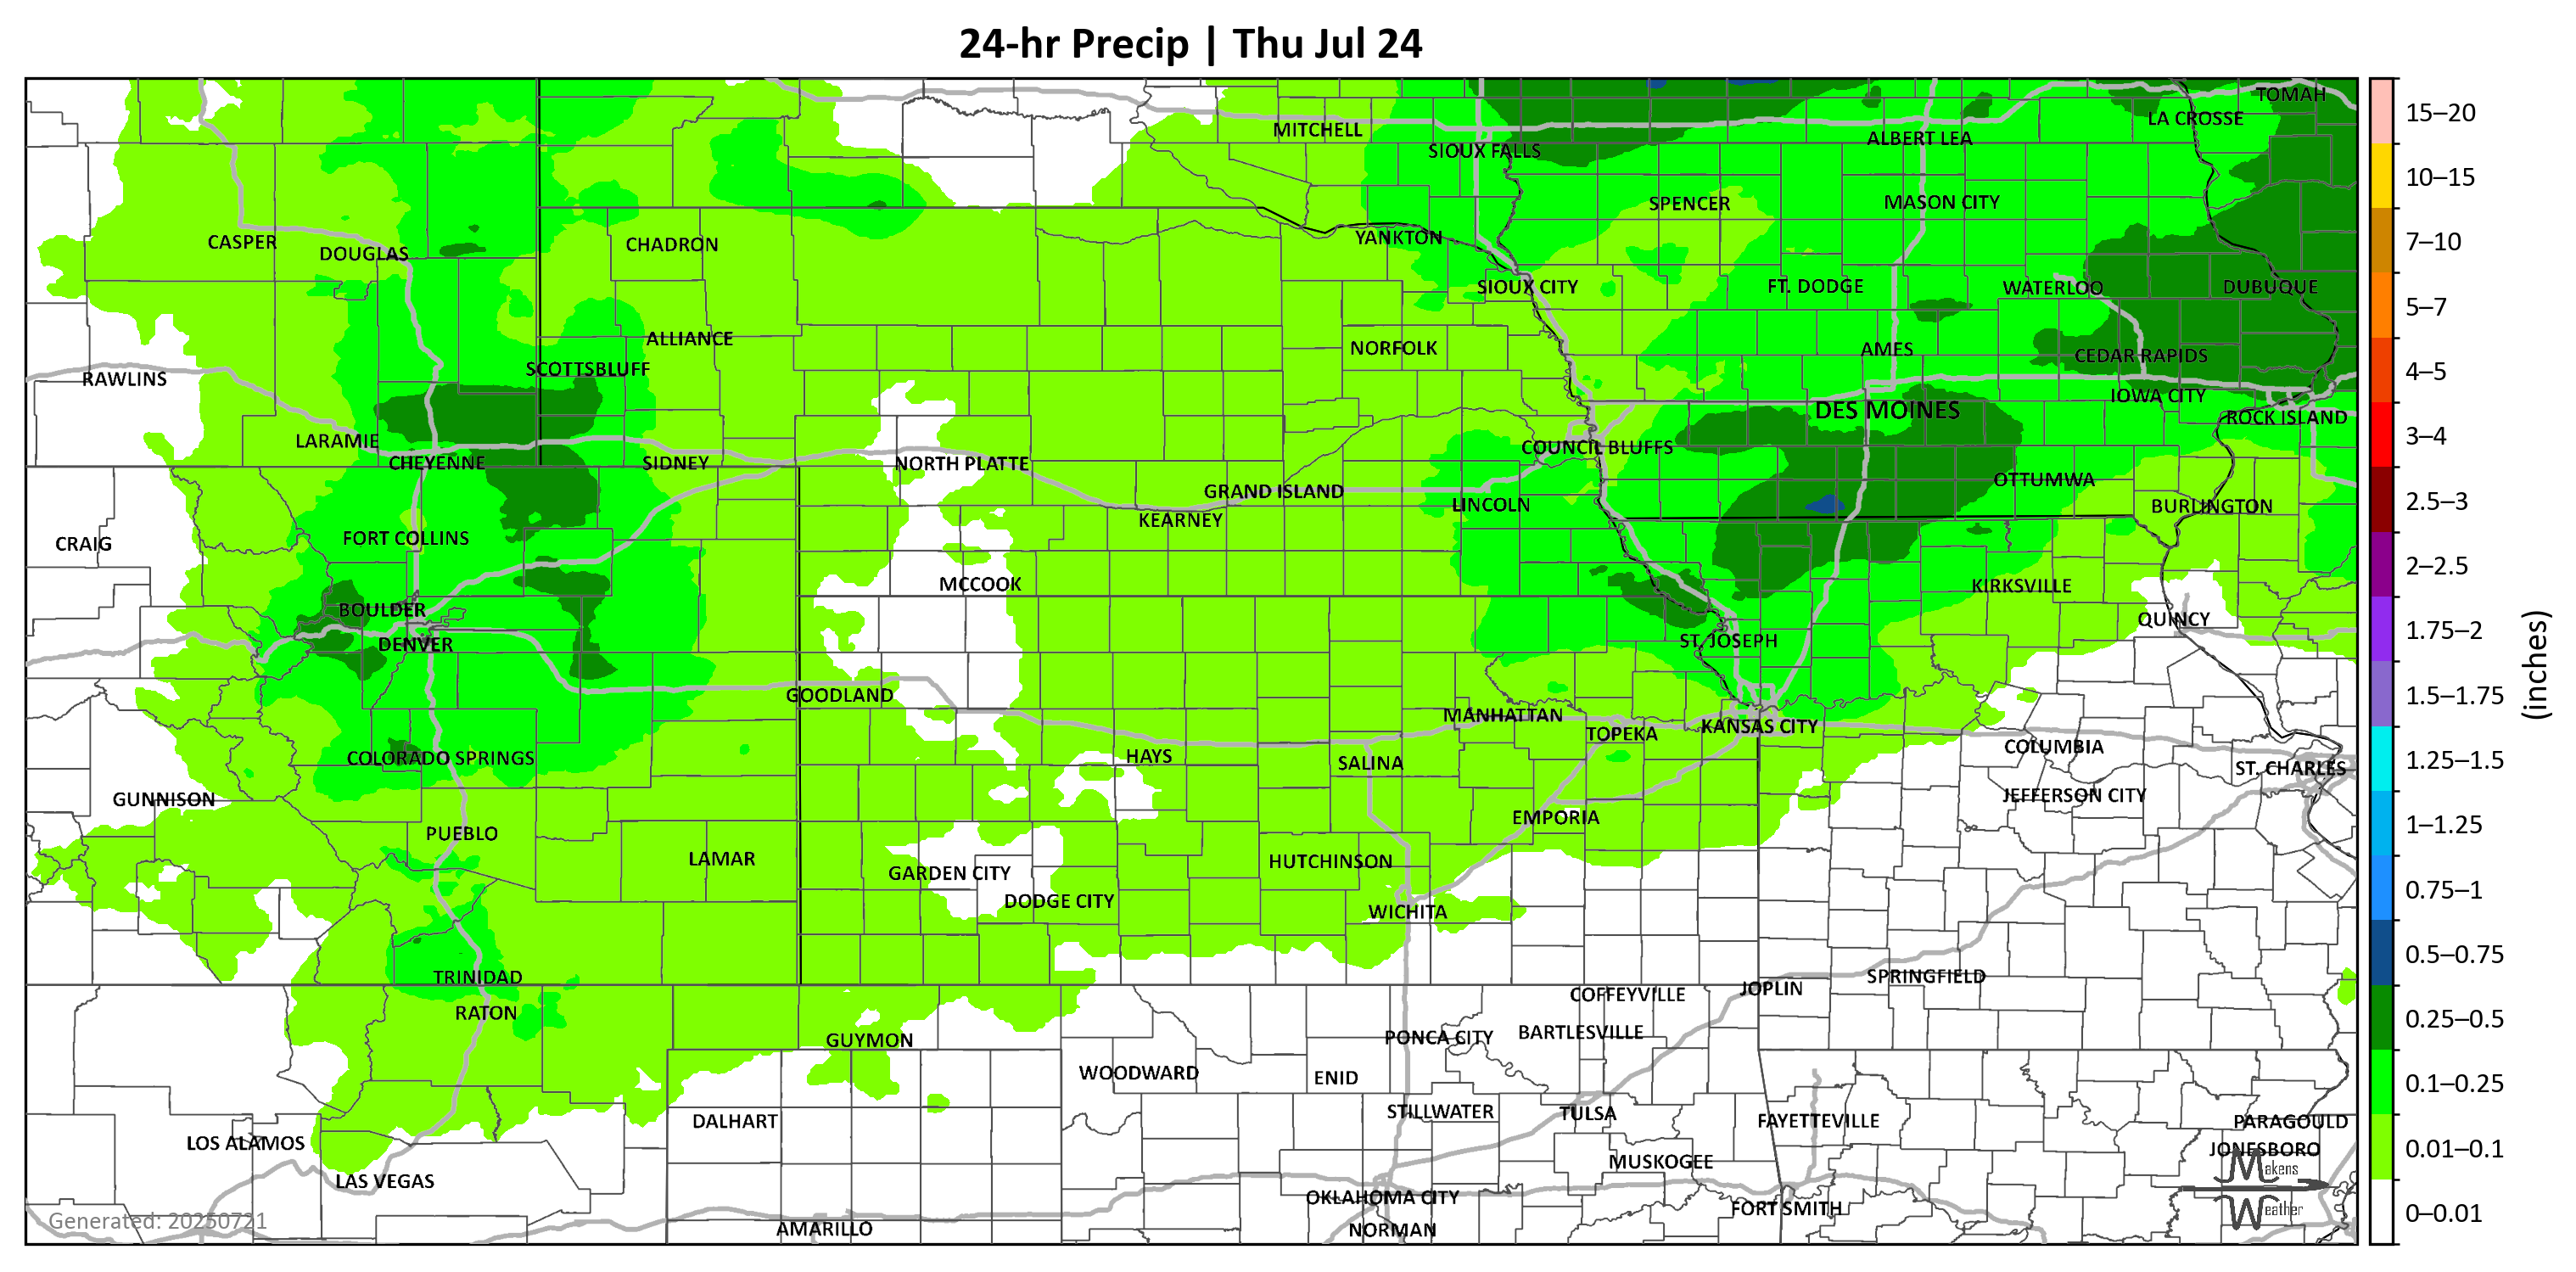 24-hr Precip | Thu Jul 24
TOMAH
LA CROSSE
MITCHELL
ALBERT LEA
SIOUX FALLS
SPENCER
MASON CITY
YANKTON
CASPER
DOUGLAS
CHADRON
SIOUX CITY
FT. DODGE
WATERLOO
DUBUQUE
ALLIANCE
NORFOLK
AMES
CEDAR RAPIDS
SCOTTSBLUFF
RAWLINS
IOWA CITY
DES MOINES
ROCK ISLAND
LARAMIE
COUNCIL BLUFFS
CHEYENNE
SIDNEY
NORTH PLATTE
OTTUMWA
GRAND ISLAND
LINCOLN
BURLINGTON
KEARNEY
FORT COLLINS
CRAIG
MCCOOK
KIRKSVILLE
BOULDER
QUINCY
DENVER
ST. JOSEPH
GOODLAND
MANHATTAN
TOPEKA
KANSAS CITY
COLUMBIA
COLORADO SPRINGS
HAYS
SALINA
ST. CHARLES
GUNNISON
JEFFERSON CITY
EMPORIA
PUEBLO
LAMAR
HUTCHINSON
GARDEN CITY
DODGE CITY
WICHITA
TRINIDAD
SPRINGFIELD
JOPLIN
COFFEYVILLE
RATON
GUYMON
PONCA CITY
BARTLESVILLE
WOODWARD
ENID
STILLWATER
TULSA
DALHART
FAYETTEVILLE
PARAGOULD
LOS ALAMOS
JONESBORO
MUSKOGEE
LAS VEGAS
OKLAHOMA CITY
FORT SMITH
AMARILLO
NORMAN
Makens
Weather
Generated: 20250721
15–20
10–15
7–10
5–7
4–5
3–4
2.5–3
2–2.5
1.75–2
1.5–1.75
1.25–1.5
1–1.25
0.75–1
0.5–0.75
0.25–0.5
0.1–0.25
0.01–0.1
0–0.01
(inches)